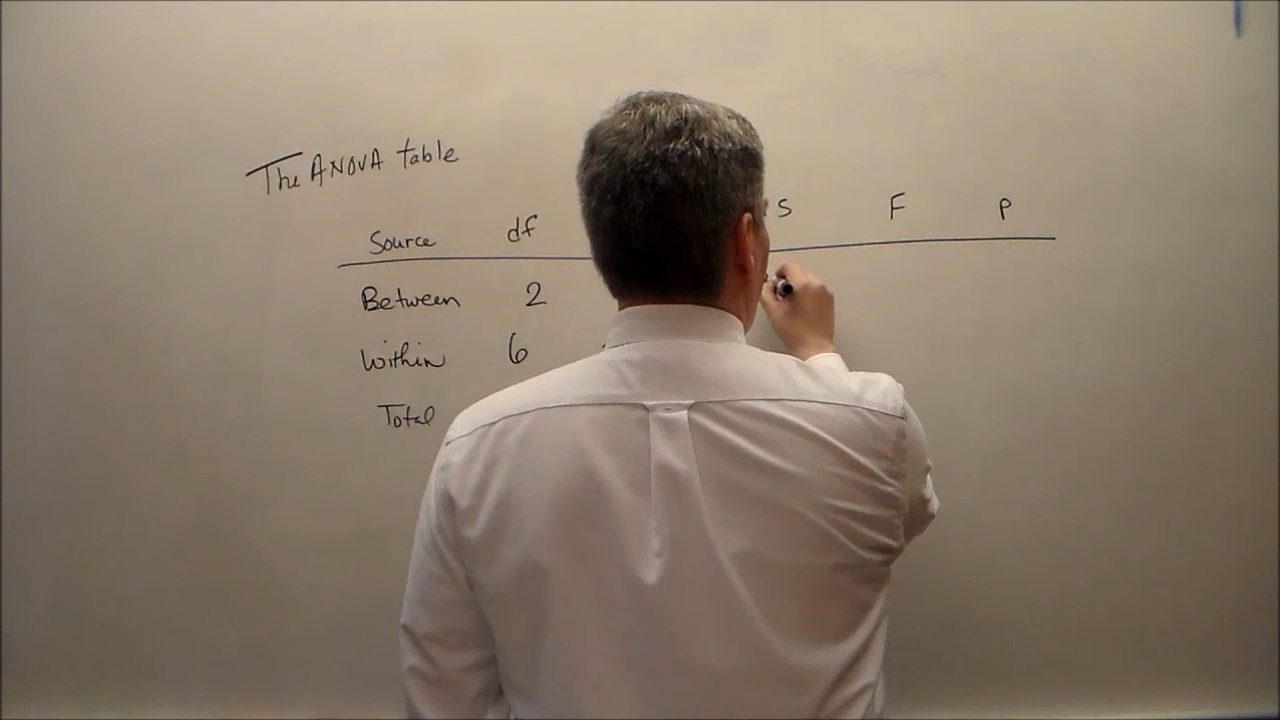 The ANOVA table
Source df S F P
Between 2
Within 6
Total